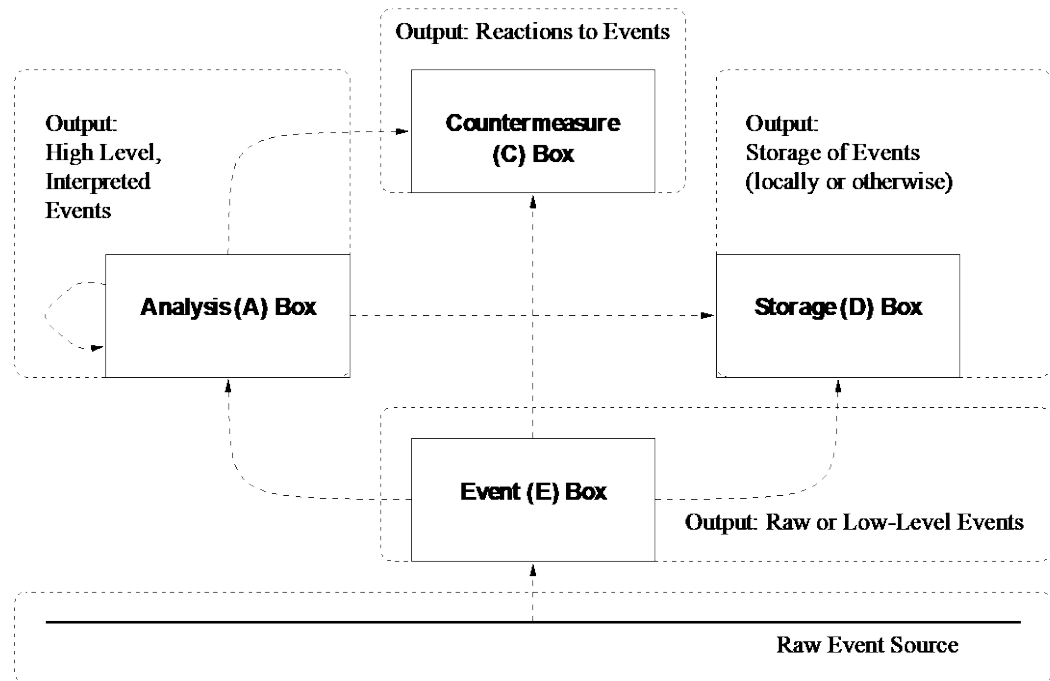 Output: Reactions to Events
Countermeasure
(C) Box
Output:
High Level,
Interpreted
Events
Output:
Storage of Events
(locally or otherwise)
Analysis (A) Box
Storage (D) Box
Event (E) Box
Output: Raw or Low-Level Events
Raw Event Source